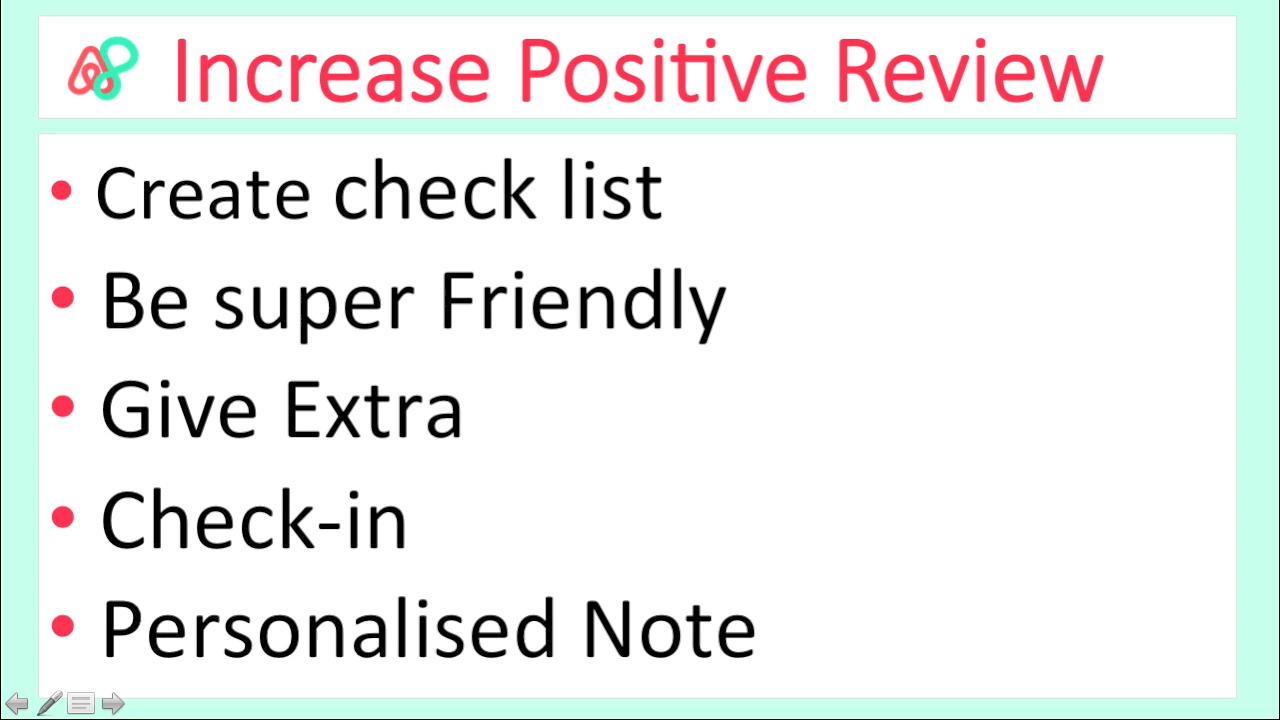 Increase Positive Review
• Create check list
• Be super Friendly
• Give Extra
• Check-in
• Personalised Note